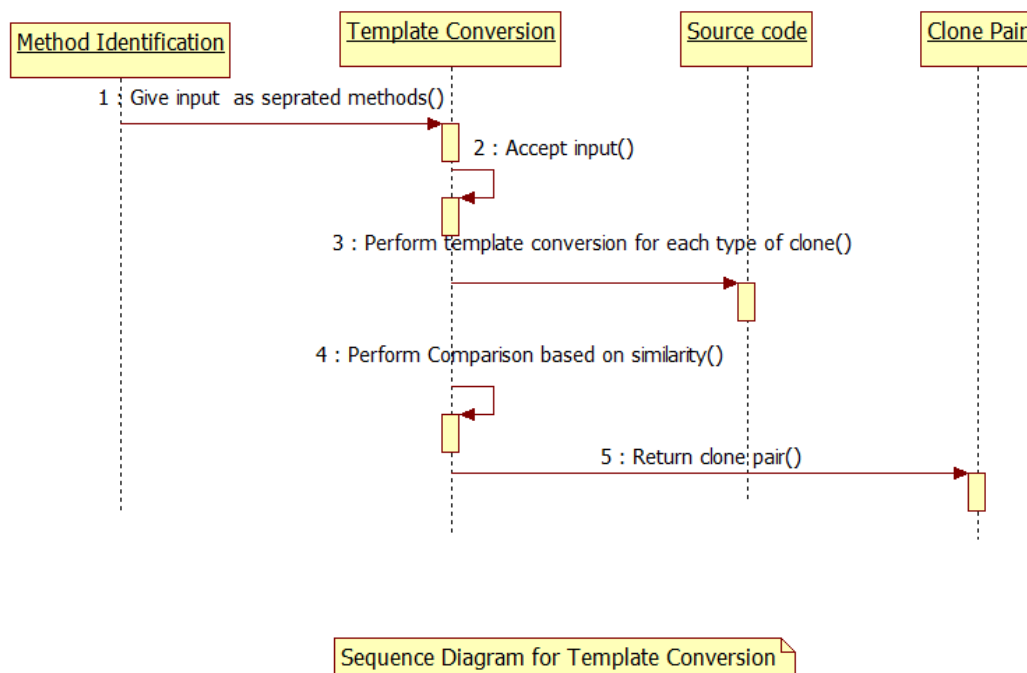 Method Identification
Template Conversion
Source code
Clone Pair
1 : Give input  as seprated methods()
2 : Accept input()
3 : Perform template conversion for each type of clone()
4 : Perform Comparison based on similarity()
5 : Return clone pair()
Sequence Diagram for Template Conversion